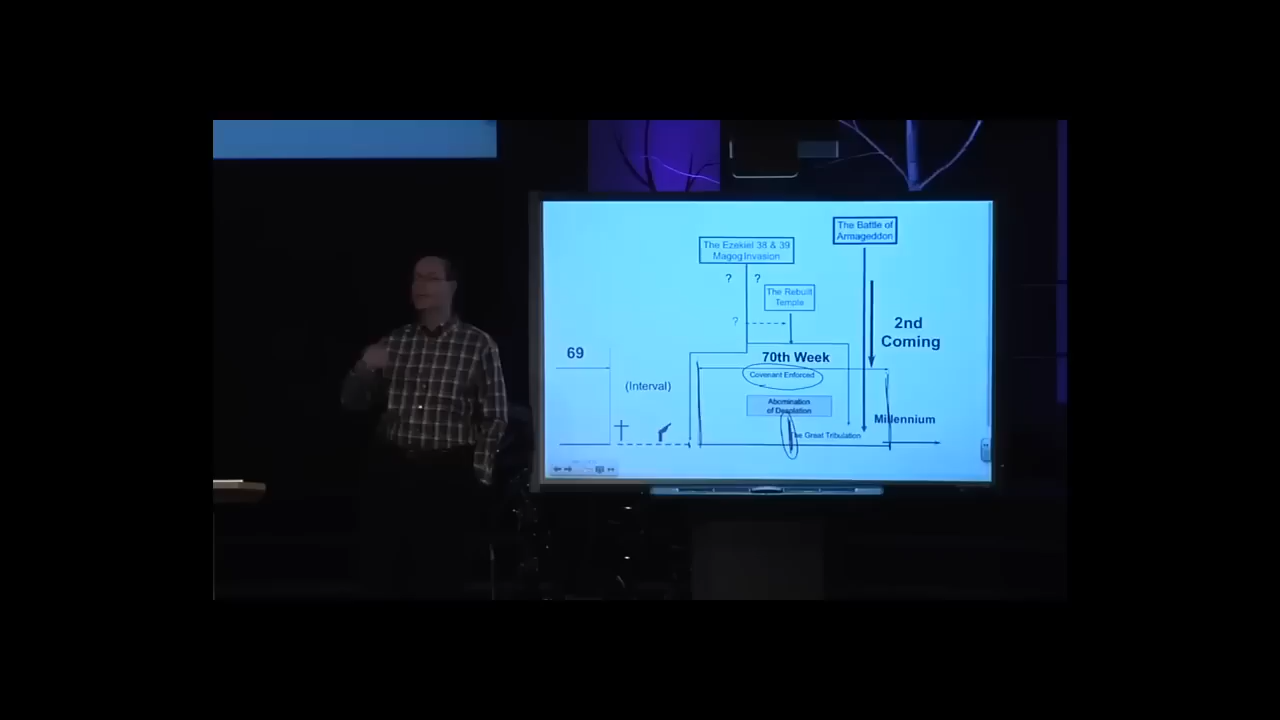 The Battle of
Armageddon
The Ezekiel 38 & 39
Magog Invasion
? ?
The Rebuilt
Temple
?
2nd
Coming
69
70th Week
Covenant Enforced
(Interval)
Abomination
of Desolation
Millennium
The Great Tribulation